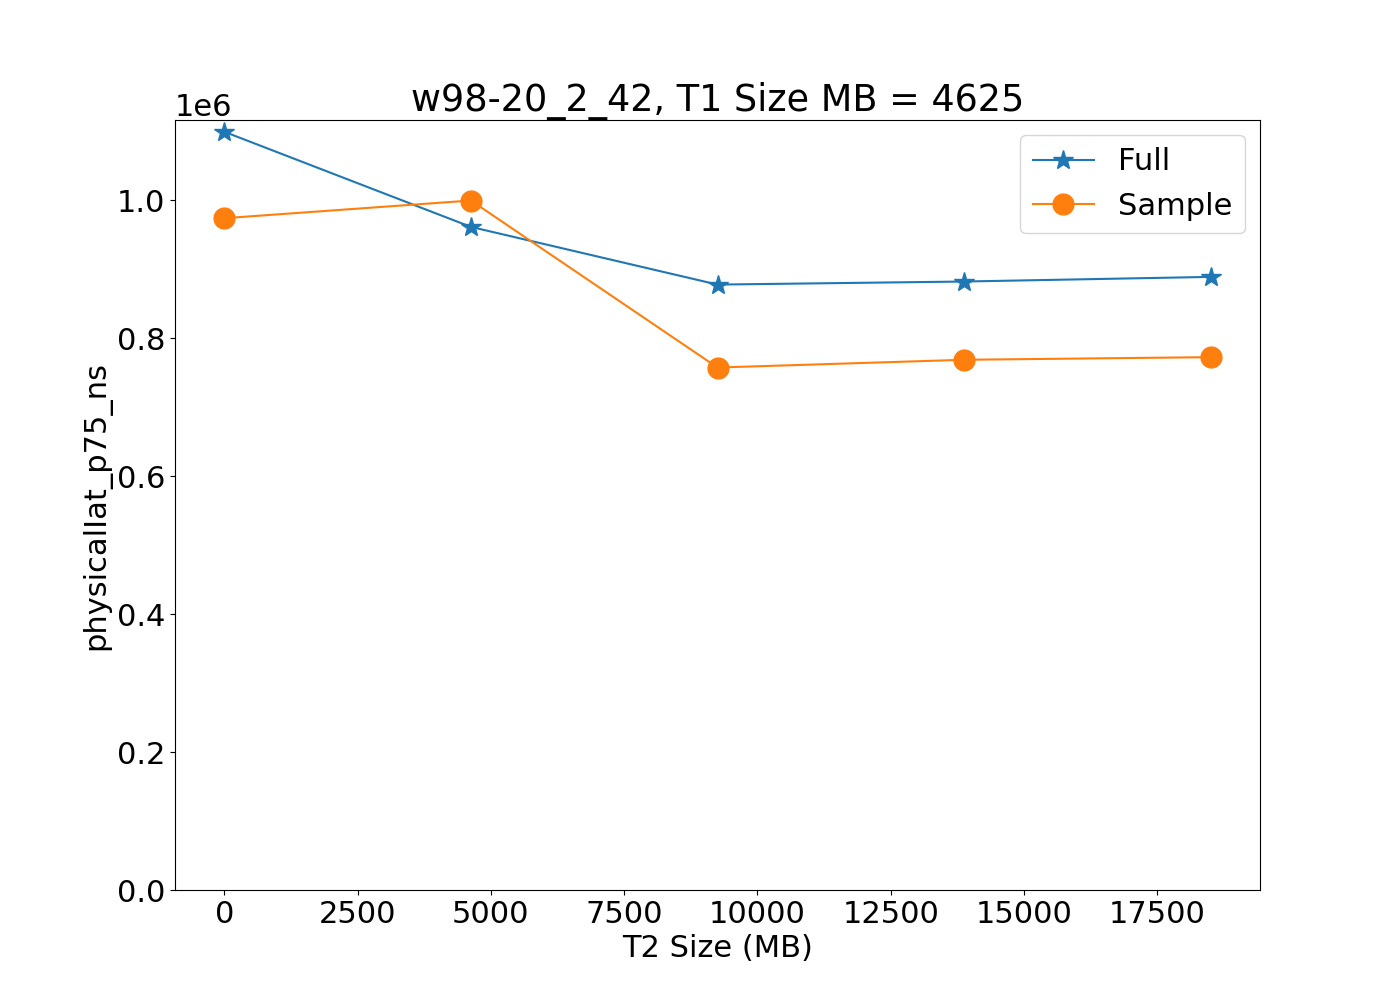 w98-20_2_42, T1 Size MB = 4625
1e6
Full
Sample
1.0
0.8
0.6
0.4
0.2
0.0
physicallat_p75_ns
0 2500 5000 7500 10000 12500 15000 17500
T2 Size (MB)